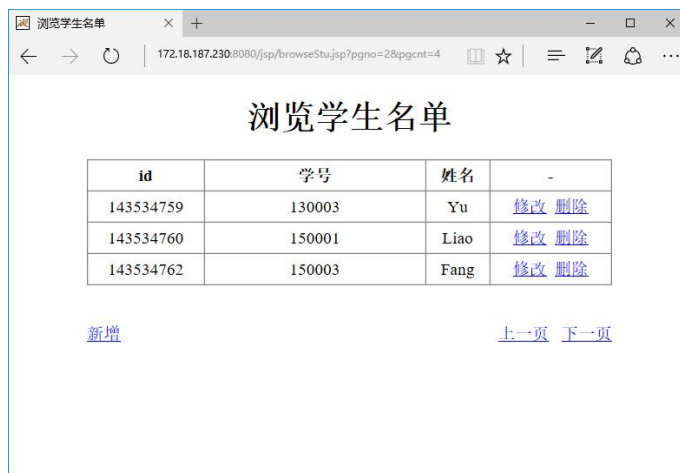 浏览学生名单
172.18.187.230:8080/jsp/browseStu.jsp?pgno=2&pgcnt=4
浏览学生名单
id 学号 姓名 -
143534759 130003 Yu 修改 删除
143534760 150001 Liao 修改 删除
143534762 150003 Fang 修改 删除
新增 上一页 下一页